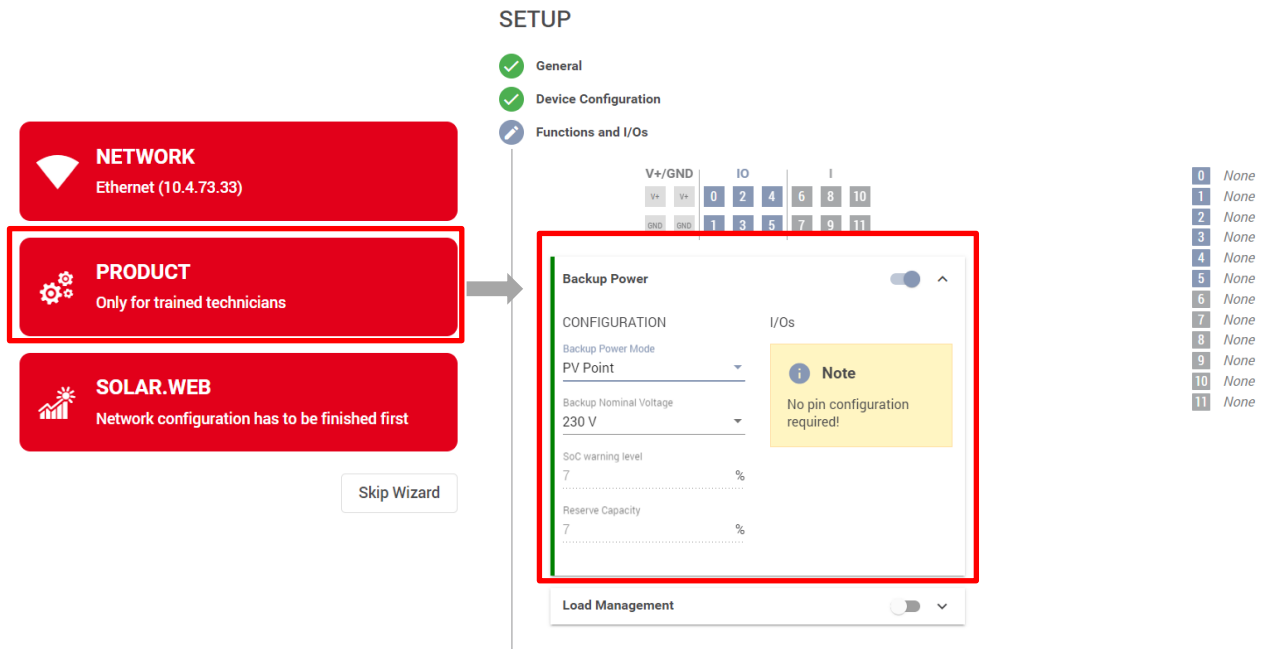 SETUP
General
Device Configuration
Functions and I/Os
NETWORK
Ethernet (10.4.73.33)
PRODUCT
Only for trained technicians
SOLAR.WEB
Network configuration has to be finished first
Skip Wizard
V+/GND IO I
V+ V+ 0 2 4 6 8 10
GND GND 1 3 5 7 9 11
Backup Power
CONFIGURATION
Backup Power Mode
PV Point
Backup Nominal Voltage
230 V
SoC warning level
7 %
Reserve Capacity
7 %
I/Os
Note
No pin configuration
required!
Load Management
0 None
1 None
2 None
3 None
4 None
5 None
6 None
7 None
8 None
9 None
10 None
11 None